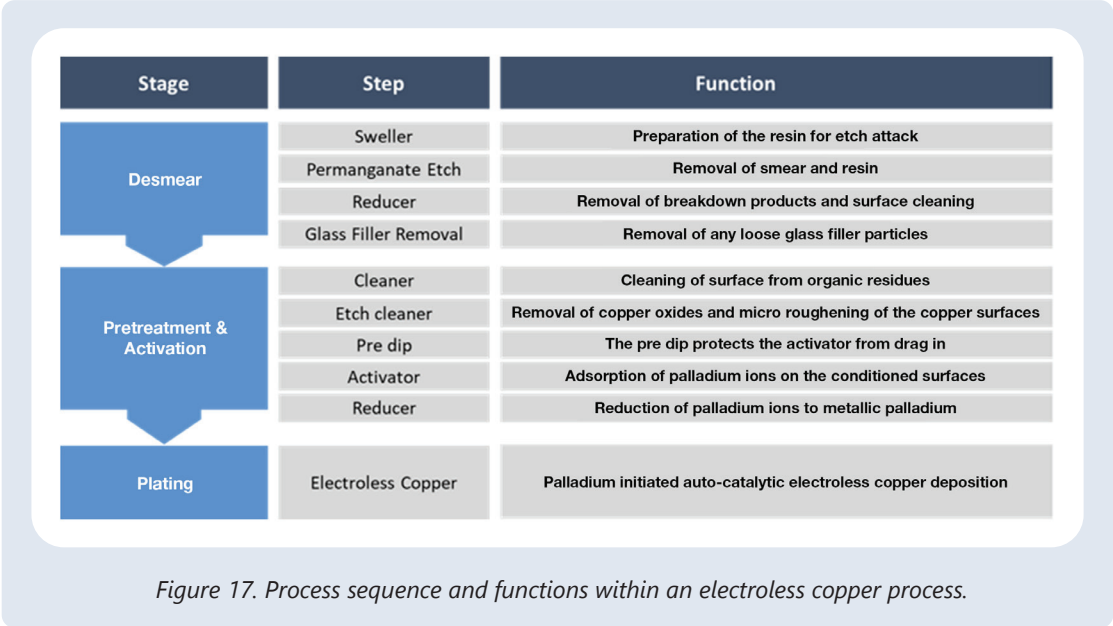 Stage Step Function
Desmear
Sweller Preparation of the resin for etch attack
Permanganate Etch Removal of smear and resin
Reducer Removal of breakdown products and surface cleaning
Glass Filler Removal Removal of any loose glass filler particles
Pretreatment &
Activation
Cleaner Cleaning of surface from organic residues
Etch cleaner Removal of copper oxides and micro roughening of the copper surfaces
Pre dip The pre dip protects the activator from drag in
Activator Adsorption of palladium ions on the conditioned surfaces
Reducer Reduction of palladium ions to metallic palladium
Plating Electroless Copper Palladium initiated auto-catalytic electroless copper deposition
Figure 17. Process sequence and functions within an electroless copper process.